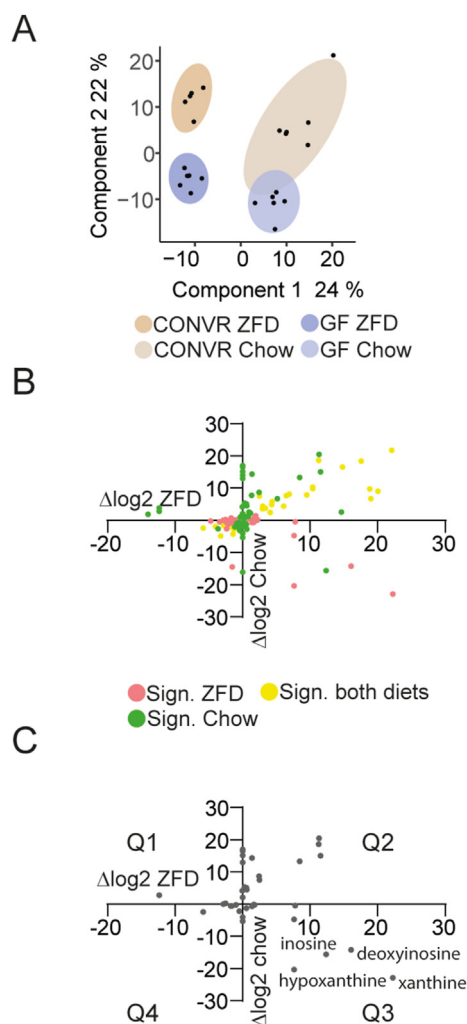 A
Component 2 22 %
20
10
0
−10
−10 0 10 20
Component 1 24 %
CONVR ZFD GF ZFD
CONVR Chow GF Chow
B
30
20
10
Δlog2 ZFD
-20 -10 10 20 30
-10
-20
-30
Δlog2 Chow
Sign. ZFD Sign. both diets
Sign. Chow
C
30
Q1 20 Q2
10
Δlog2 ZFD
-20 -10 10 20 30
-10
inosine
deoxyinosine
-20
hypoxanthine xanthine
-30
Δlog2 chow
Q4 Q3